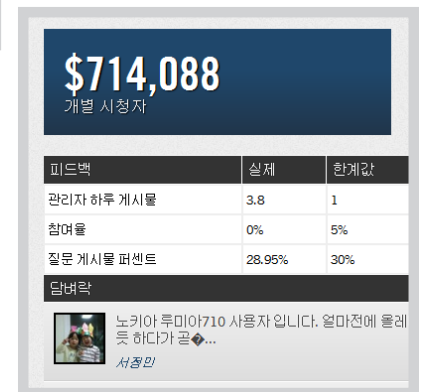 $714,088
개별 시청자
피드백 실제 한계값
관리자 하루 게시물 3.8 1
참여율 0% 5%
질문 게시물 퍼센트 28.95% 30%
담벼락
노키아 루미아710 사용자 입니다. 얼마전에 올레
듯 하다가 곧�...
서정민